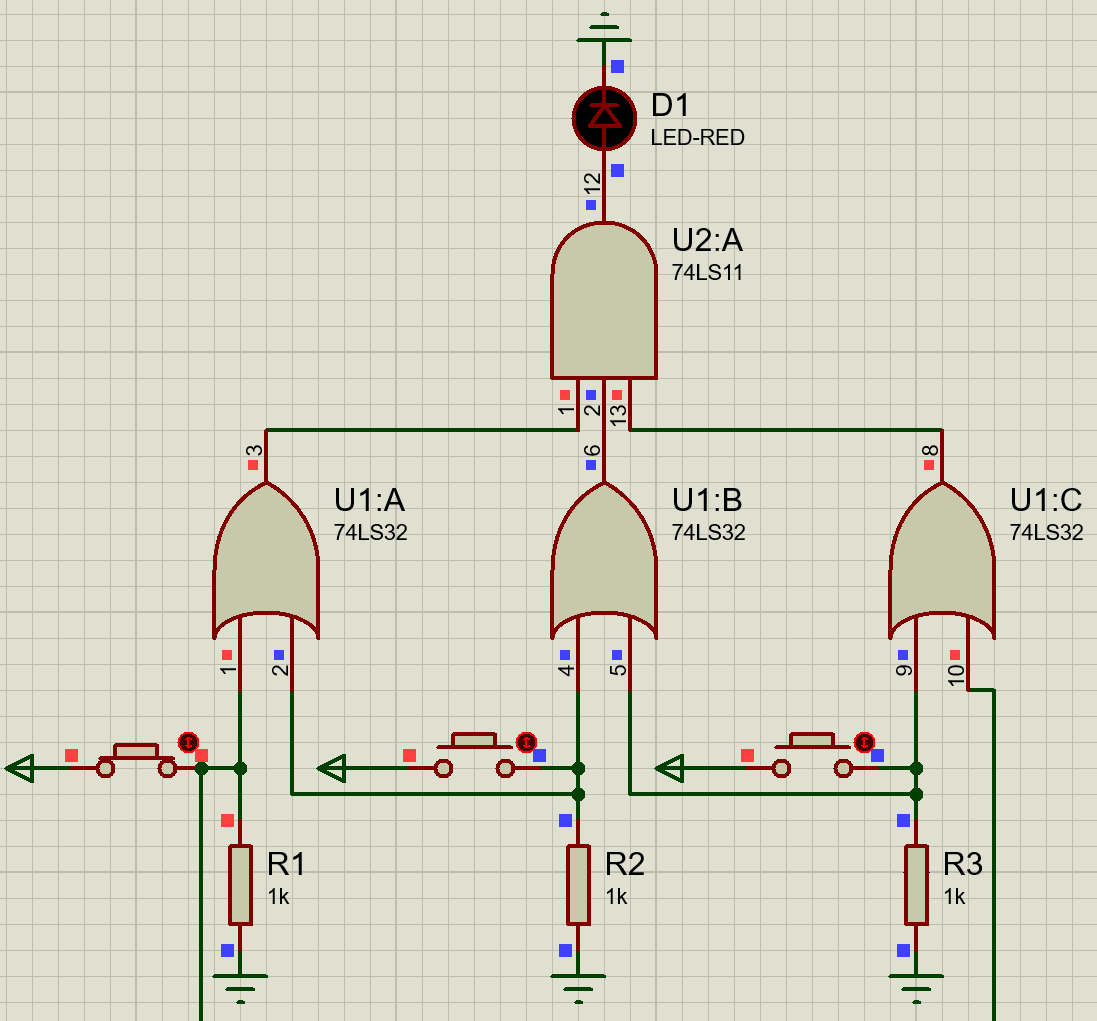 D1
LED-RED
12
U2:A
74LS11
1
2
13
3
6
8
U1:A
74LS32
U1:B
74LS32
U1:C
74LS32
1
2
4
5
9
10
R1
1k
R2
1k
R3
1k